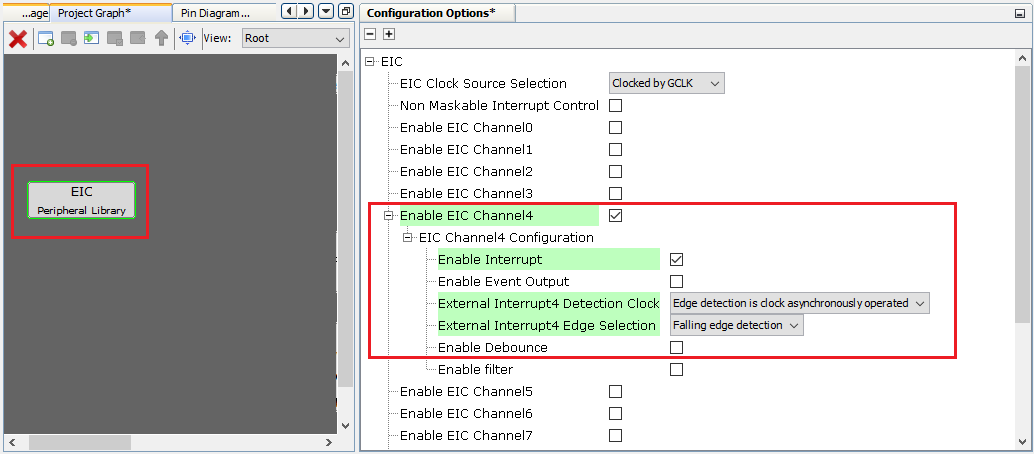 ...age
Project Graph*
Pin Diagram...
View:
Root
EIC
Peripheral Library
Configuration Options*
EIC
EIC Clock Source Selection Clocked by GCLK
Non Maskable Interrupt Control
Enable EIC Channel0
Enable EIC Channel1
Enable EIC Channel2
Enable EIC Channel3
Enable EIC Channel4
EIC Channel4 Configuration
Enable Interrupt
Enable Event Output
External Interrupt4 Detection Clock Edge detection is clock asynchronously operated
External Interrupt4 Edge Selection Falling edge detection
Enable Debounce
Enable filter
Enable EIC Channel5
Enable EIC Channel6
Enable EIC Channel7